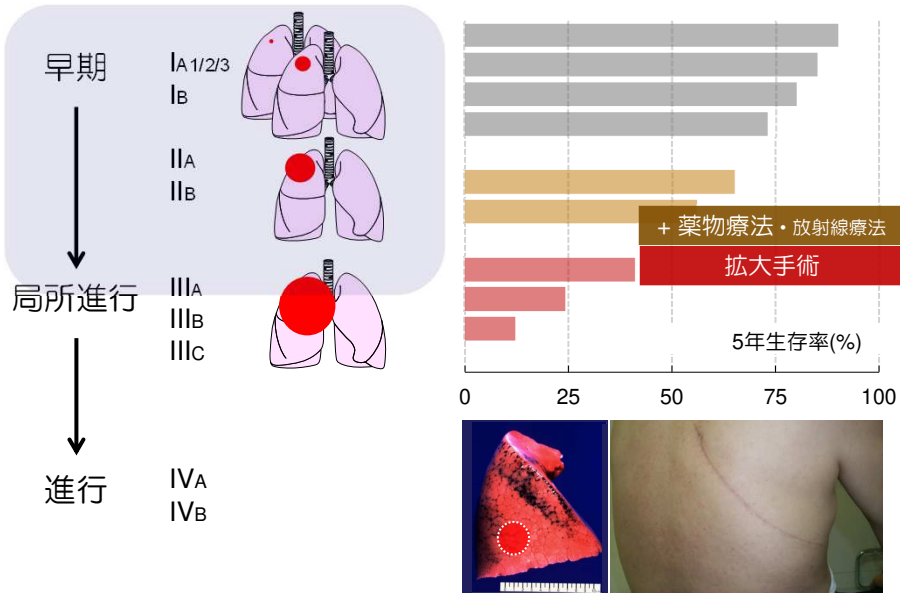 早期
IA1/2/3
IB
IIA
IIB
局所進行
IIIA
IIIB
IIIC
進行
IVA
IVB
+ 薬物療法・放射線療法
拡大手術
5年生存率(%)
0 25 50 75 100